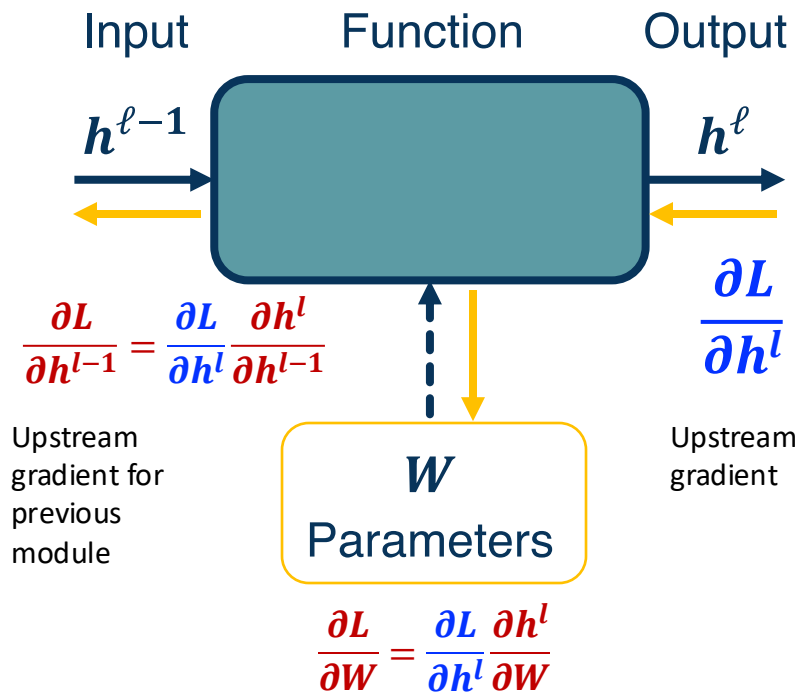 Input Function Output
h^{ℓ−1} h^ℓ
∂L/∂h^{l−1} = ∂L/∂h^l ∂h^l/∂h^{l−1}
∂L/∂h^l
Upstream
gradient for
previous
module
Upstream
gradient
W
Parameters
∂L/∂W = ∂L/∂h^l ∂h^l/∂W